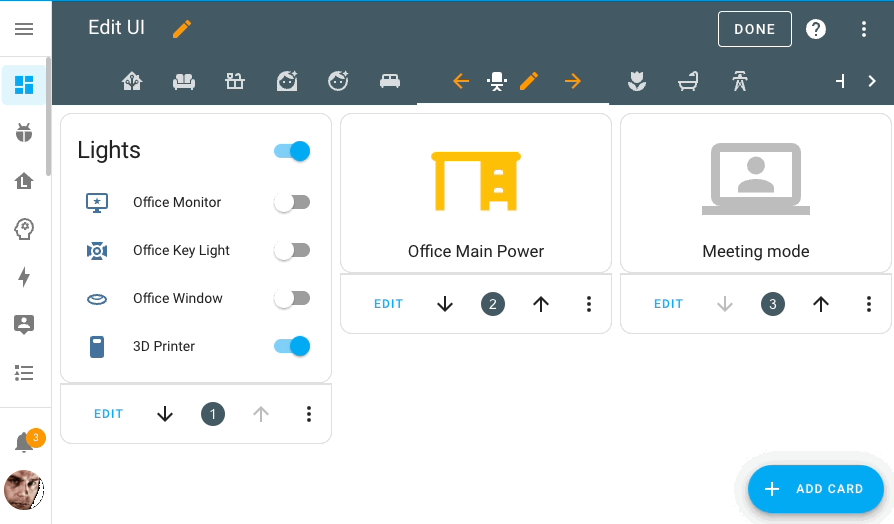 Edit UI
DONE
Lights
Office Monitor
Office Key Light
Office Window
3D Printer
EDIT
1
Office Main Power
EDIT
2
Meeting mode
EDIT
3
3
ADD CARD